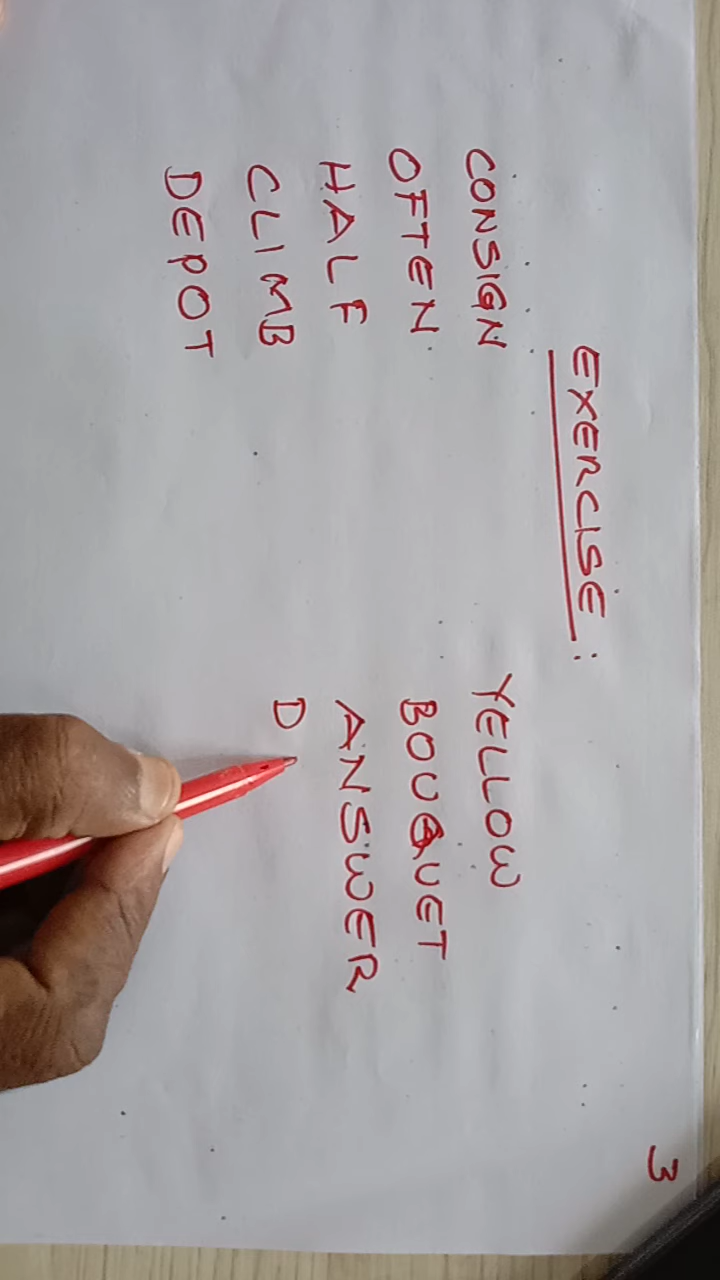 3
EXERCISE:
CONSIGN
OFTEN
HALF
CLIMB
DEPOT
YELLOW
BOUQUET
ANSWER
D